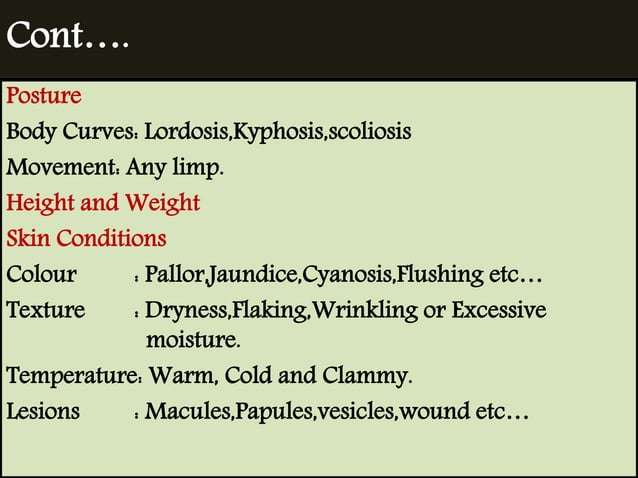 Cont….
Posture
Body Curves: Lordosis,Kyphosis,scoliosis
Movement: Any limp.
Height and Weight
Skin Conditions
Colour : Pallor,Jaundice,Cyanosis,Flushing etc…
Texture : Dryness,Flaking,Wrinkling or Excessive
moisture.
Temperature: Warm, Cold and Clammy.
Lesions : Macules,Papules,vesicles,wound etc…